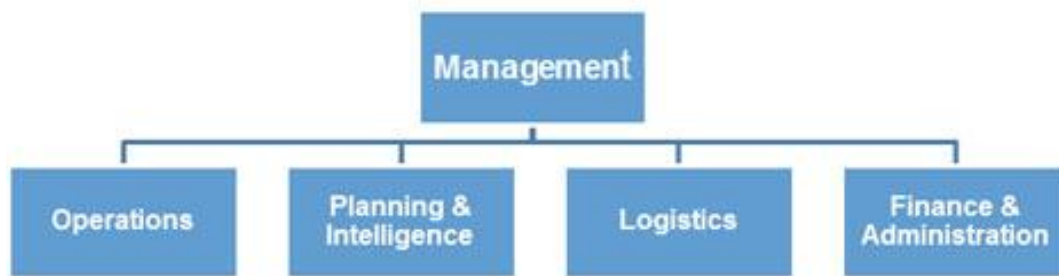 Management
Operations
Planning &
Intelligence
Logistics
Finance &
Administration